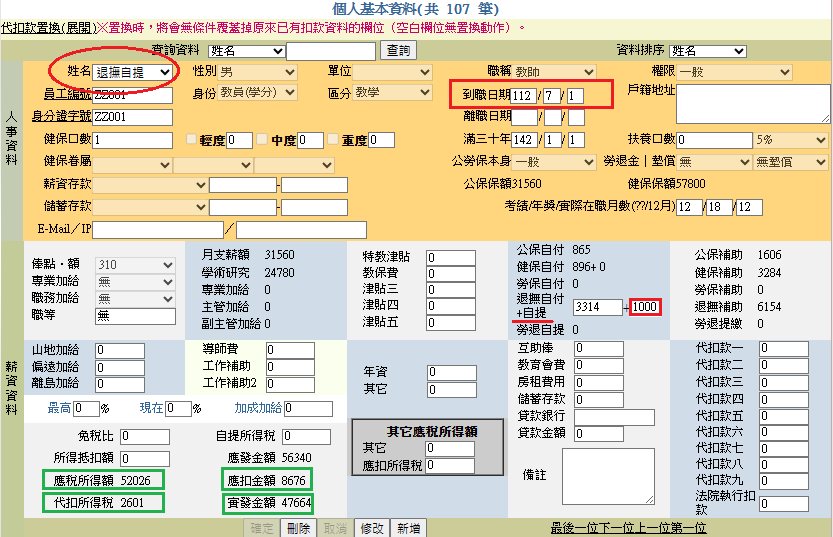 個人基本資料(共 107 筆)
代扣款置換(展開)※置換時，將會無條件覆蓋掉原來已有扣款資料的欄位（空白欄位無置換動作）。
查詢資料 姓名 查詢 資料排序 姓名
人事資料
姓名 退撫自提 性別 男 單位 職稱 教師 權限 一般
員工編號 ZZ001 身份 教員(學分) 區分 教學 到職日期 112 / 7 / 1 戶籍地址
身分證字號 ZZ001 離職日期 / /
健保口數 1 輕度 0 中度 0 重度 0 滿三十年 142 / 1 / 1 扶養口數 0 5%
健保眷屬 公勞保本身 一般 勞退金｜墊償 無 無墊償
薪資存款 - 公保保額31560 健保保額57800
儲蓄存款 - 考績/年獎/實際在職月數(??/12月) 12 / 18 / 12
E-Mail／IP ／
薪資資料
俸點．額 310
專業加給 無
職務加給 無
職等 無
月支薪額 31560
學術研究 24780
專業加給 0
主管加給 0
副主管加給 0
特教津貼 0
教保費 0
津貼三 0
津貼四 0
津貼五 0
公保自付 865
健保自付 896+ 0
勞保自付 0
退撫自付+自提 3314 + 1000
勞退自提 0
公保補助 1606
健保補助 3284
勞保補助 0
退撫補助 6154
勞退提繳 0
山地加給 0
偏遠加給 0
離島加給 0
導師費 0
工作補助 0
工作補助2 0
年資 0
其它 0
互助俸 0
教育會費 0
房租費用 0
儲蓄存款 0
貸款銀行
貸款金額 0
備註
代扣款一 0
代扣款二 0
代扣款三 0
代扣款四 0
代扣款五 0
代扣款六 0
代扣款七 0
代扣款八 0
代扣款九 0
法院執行扣款 0
最高 0 % 現在 0 % 加成加給 0
免稅比 0 自提所得稅 0
所得抵扣額 0 應發金額 56340
應稅所得額 52026 應扣金額 8676
代扣所得稅 2601 實發金額 47664
其它應稅所得額
其它 0
應扣所得稅 0
確定 刪除 取消 修改 新增 最後一位下一位上一位第一位